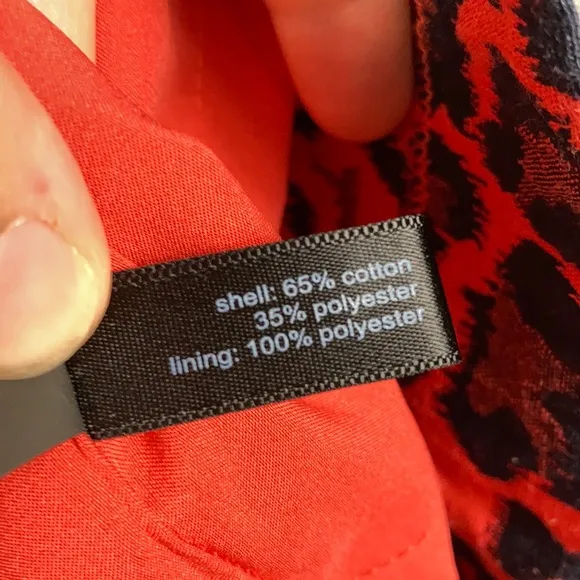 shell: 65% cotton
35% polyester
lining: 100% polyester